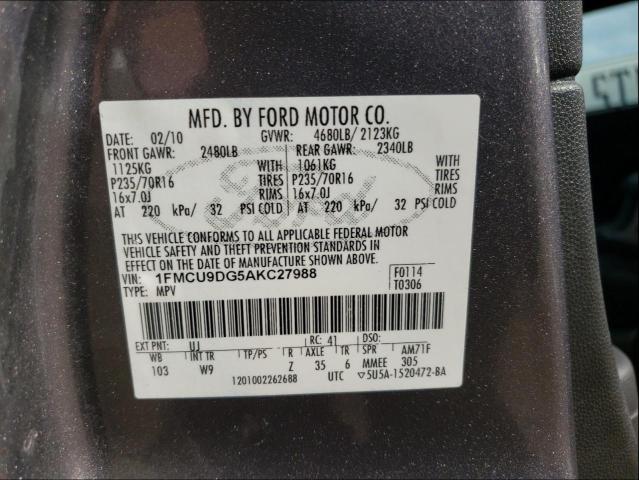 MFD. BY FORD MOTOR CO.
DATE: 02/10 GVWR: 4680LB/ 2123KG
FRONT GAWR: 2480LB REAR GAWR: 2340LB
1125KG WITH 1061KG WITH
P235/70R16 TIRES P235/70R16 TIRES
16x7.0J RIMS 16x7.0J RIMS
AT 220 kPa/ 32 PSI COLD AT 220 kPa/ 32 PSI COLD
THIS VEHICLE CONFORMS TO ALL APPLICABLE FEDERAL MOTOR
VEHICLE SAFETY AND THEFT PREVENTION STANDARDS IN
EFFECT ON THE DATE OF MANUFACTURE SHOWN ABOVE.
VIN: 1FMCU9DG5AKC27988 F0114
TYPE: MPV T0306
EXT PNT: UJ RC: 41 DSO:
WB INT TR TP/PS R AXLE TR SPR AM71F
103 W9 Z 35 6 MMEE 305
1201002262688 UTC 5U5A-1520472-BA
Ford